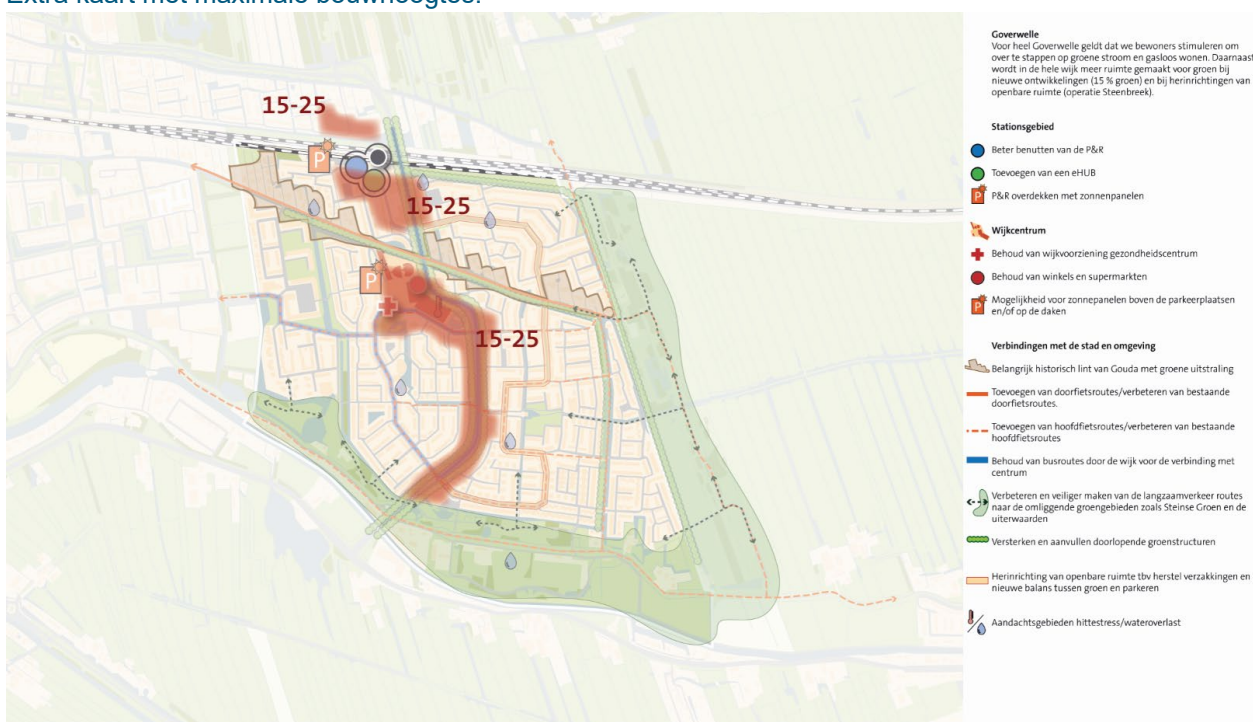 Extra kaart met maximale bouwhoogtes:
15-25
15-25
15-25
P
P
Goverwelle
Voor heel Goverwelle geldt dat we bewoners stimuleren om
over te stappen op groene stroom en gasloos wonen. Daarnaast
wordt in de hele wijk meer ruimte gemaakt voor groen bij
nieuwe ontwikkelingen (15 % groen) en bij herinrichtingen van
openbare ruimte (operatie Steenbreek).
Stationsgebied
Beter benutten van de P&R
Toevoegen van een eHUB
P P&R overdekken met zonnenpanelen
Wijkcentrum
Behoud van wijkvoorziening gezondheidscentrum
Behoud van winkels en supermarkten
P Mogelijkheid voor zonnepanelen boven de parkeerplaatsen
en/of op de daken
Verbindingen met de stad en omgeving
Belangrijk historisch lint van Gouda met groene uitstraling
Toevoegen van doorfietsroutes/verbeteren van bestaande
doorfietsroutes.
Toevoegen van hoofdfietsroutes/verbeteren van bestaande
hoofdfietsroutes
Behoud van busroutes door de wijk voor de verbinding met
centrum
Verbeteren en veiliger maken van de langzaamverkeer routes
naar de omliggende groengebieden zoals Steinse Groen en de
uiterwaarden
Versterken en aanvullen doorlopende groenstructuren
Herinrichting van openbare ruimte tbv herstel verzakkingen en
nieuwe balans tussen groen en parkeren
Aandachtsgebieden hittestress/wateroverlast